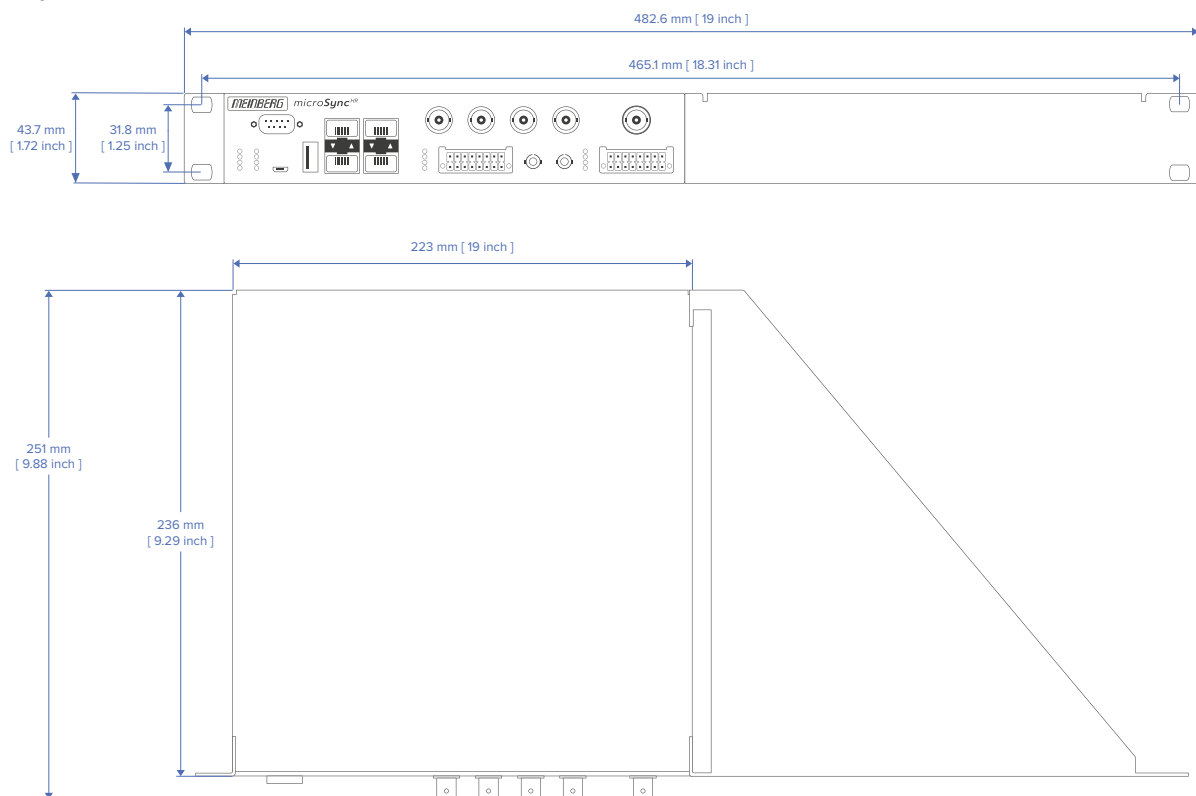 482.6 mm [ 19 inch ]
465.1 mm [ 18.31 inch ]
MEINBERG microSync HR
43.7 mm
[ 1.72 inch ]
31.8 mm
[ 1.25 inch ]
223 mm [ 19 inch ]
251 mm
[ 9.88 inch ]
236 mm
[ 9.29 inch ]